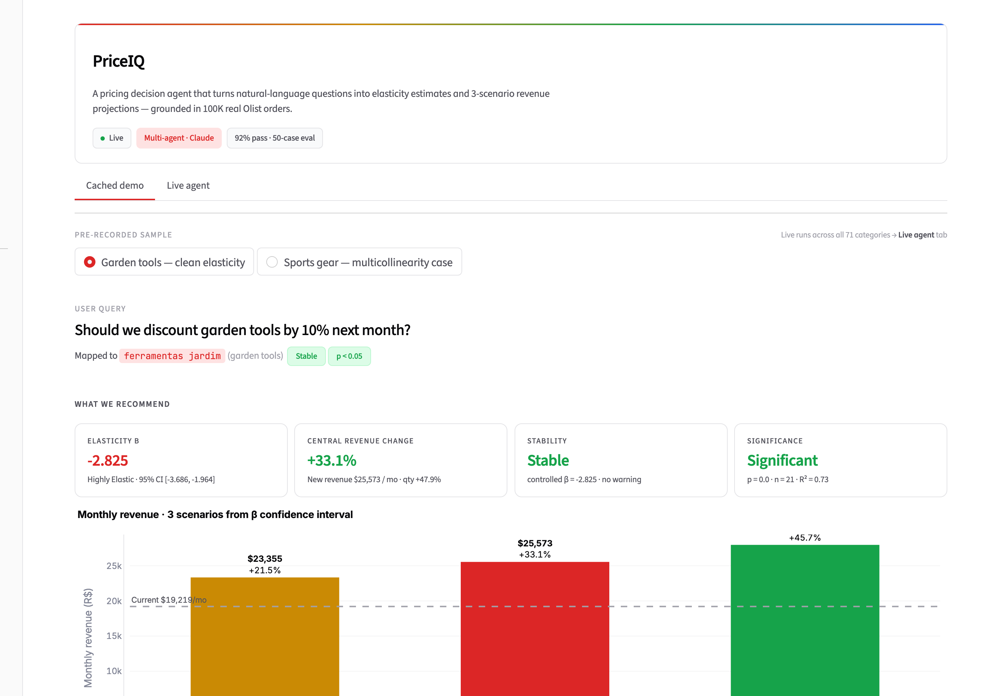 PriceIQ
A pricing decision agent that turns natural-language questions into elasticity estimates and 3-scenario revenue
projections — grounded in 100K real Olist orders.
Live
Multi-agent · Claude
92% pass · 50-case eval
Cached demo
Live agent
PRE-RECORDED SAMPLE
Live runs across all 71 categories → Live agent tab
Garden tools — clean elasticity
Sports gear — multicollinearity case
USER QUERY
Should we discount garden tools by 10% next month?
Mapped to ferramentas jardim (garden tools) Stable p < 0.05
WHAT WE RECOMMEND
ELASTICITY B
-2.825
Highly Elastic · 95% CI [-3.686, -1.964]
CENTRAL REVENUE CHANGE
+33.1%
New revenue $25,573 / mo · qty +47.9%
STABILITY
Stable
controlled β = -2.825 · no warning
SIGNIFICANCE
Significant
p = 0.0 · n = 21 · R² = 0.73
Monthly revenue · 3 scenarios from β confidence interval
+45.7%
$25,573
+33.1%
$23,355
+21.5%
25k
Current $19,219/mo
20k
15k
10k
Monthly revenue (R$)